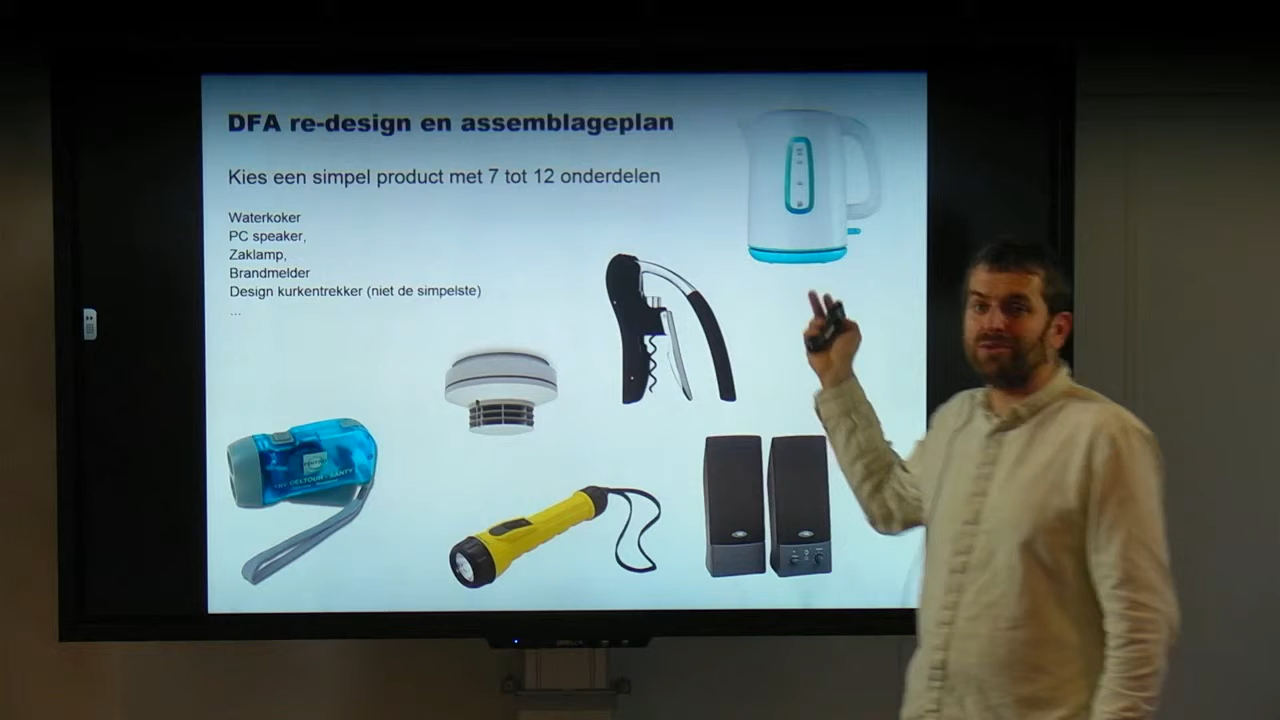 DFA re-design en assemblageplan
Kies een simpel product met 7 tot 12 onderdelen
Waterkoker
PC speaker,
Zaklamp,
Brandmelder
Design kurkentrekker (niet de simpelste)
...